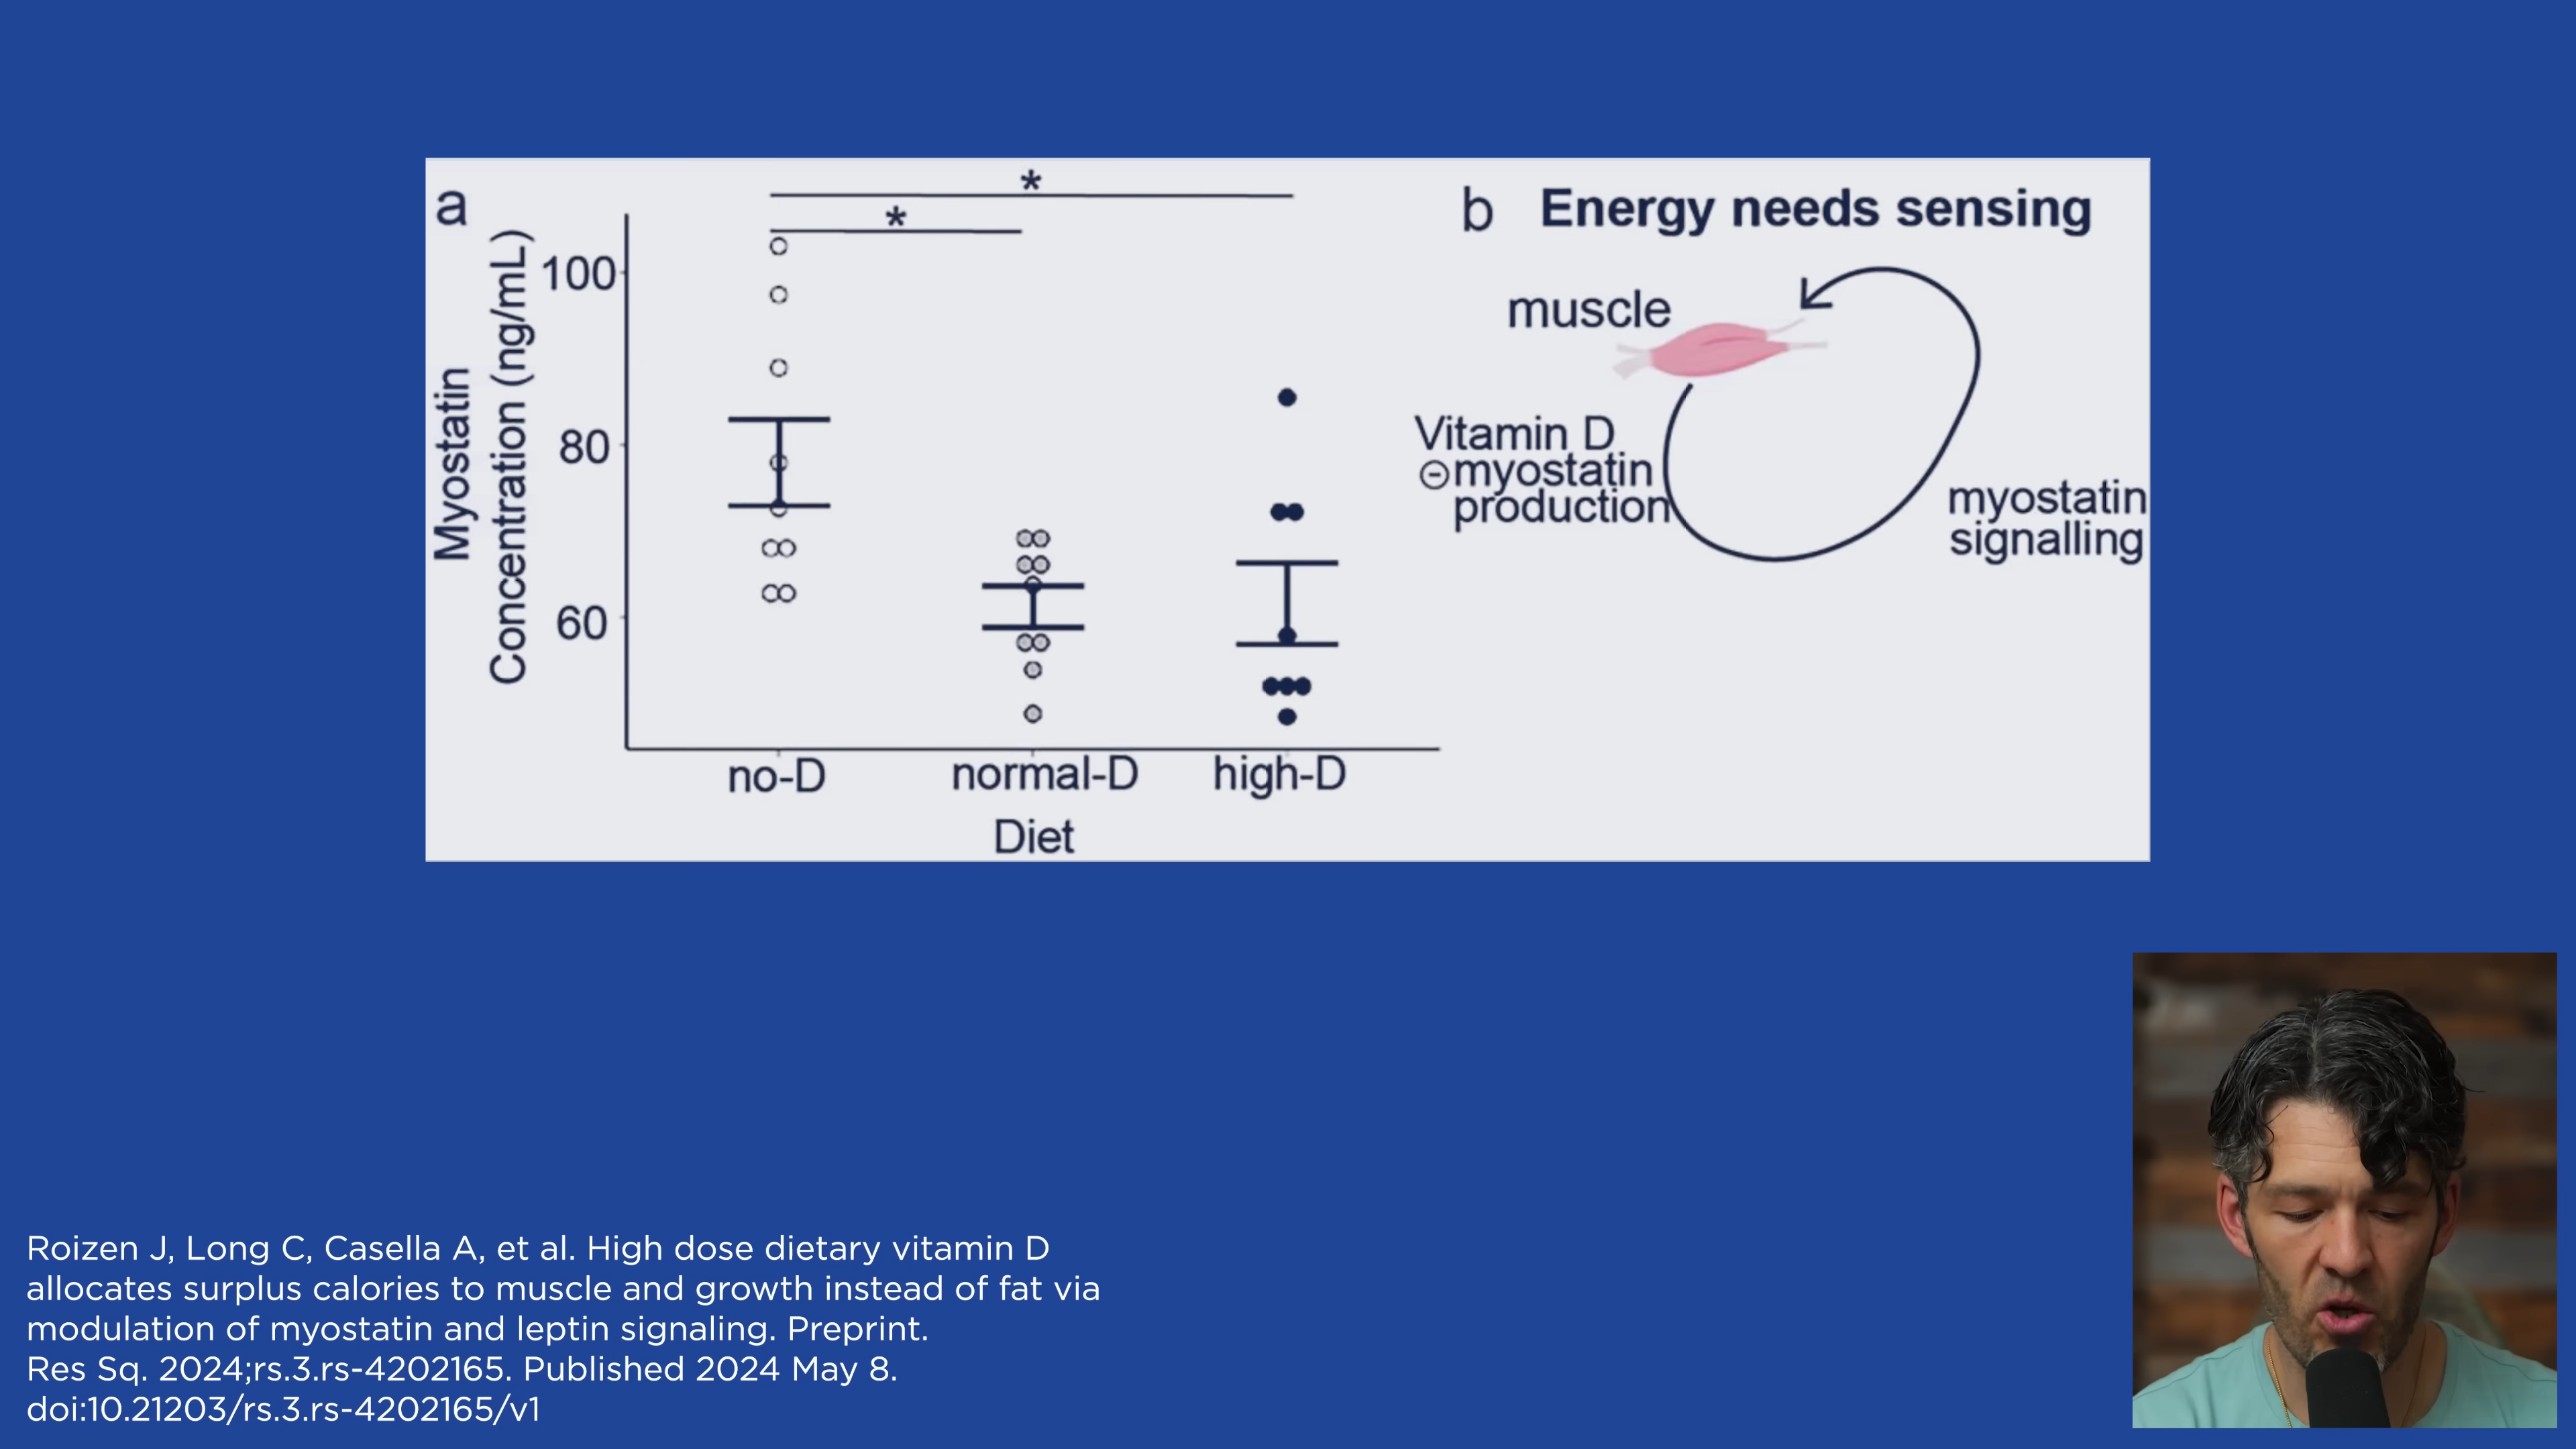 a
*
*
Myostatin
Concentration (ng/mL)
100
80
60
no-D
normal-D
high-D
Diet
b
Energy needs sensing
muscle
Vitamin D
⊖myostatin
production
myostatin
signalling
Roizen J, Long C, Casella A, et al. High dose dietary vitamin D
allocates surplus calories to muscle and growth instead of fat via
modulation of myostatin and leptin signaling. Preprint.
Res Sq. 2024;rs.3.rs-4202165. Published 2024 May 8.
doi:10.21203/rs.3.rs-4202165/v1